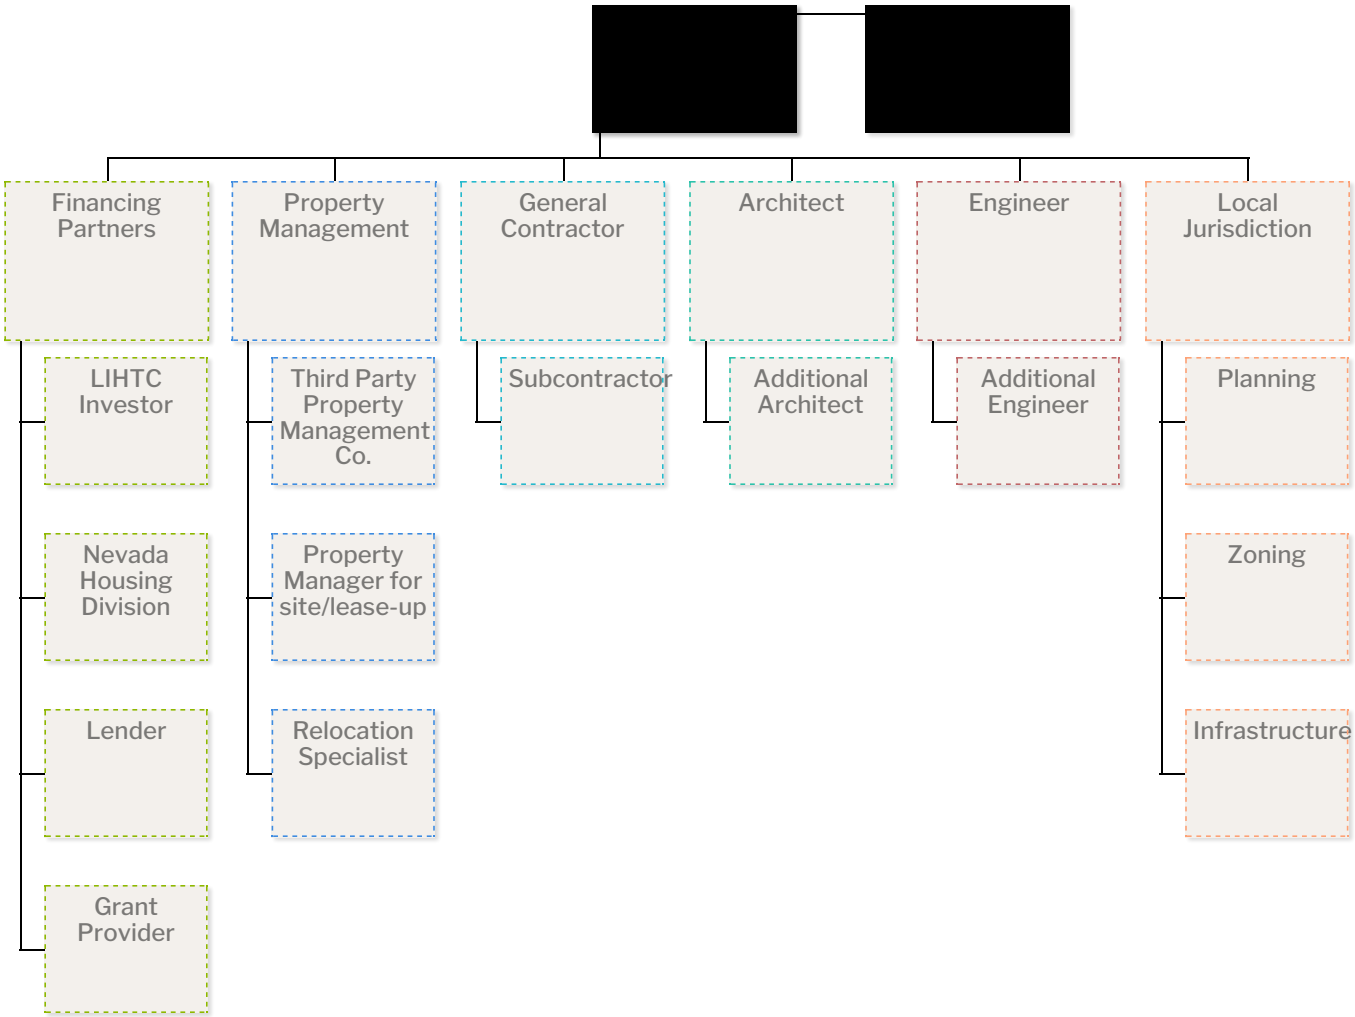 Financing
Partners
Property
Management
General
Contractor
Architect
Engineer
Local
Jurisdiction
LIHTC
Investor
Third Party
Property
Management
Co.
Subcontractor
Additional
Architect
Additional
Engineer
Planning
Nevada
Housing
Division
Property
Manager for
site/lease-up
Zoning
Lender
Relocation
Specialist
Infrastructure
Grant
Provider